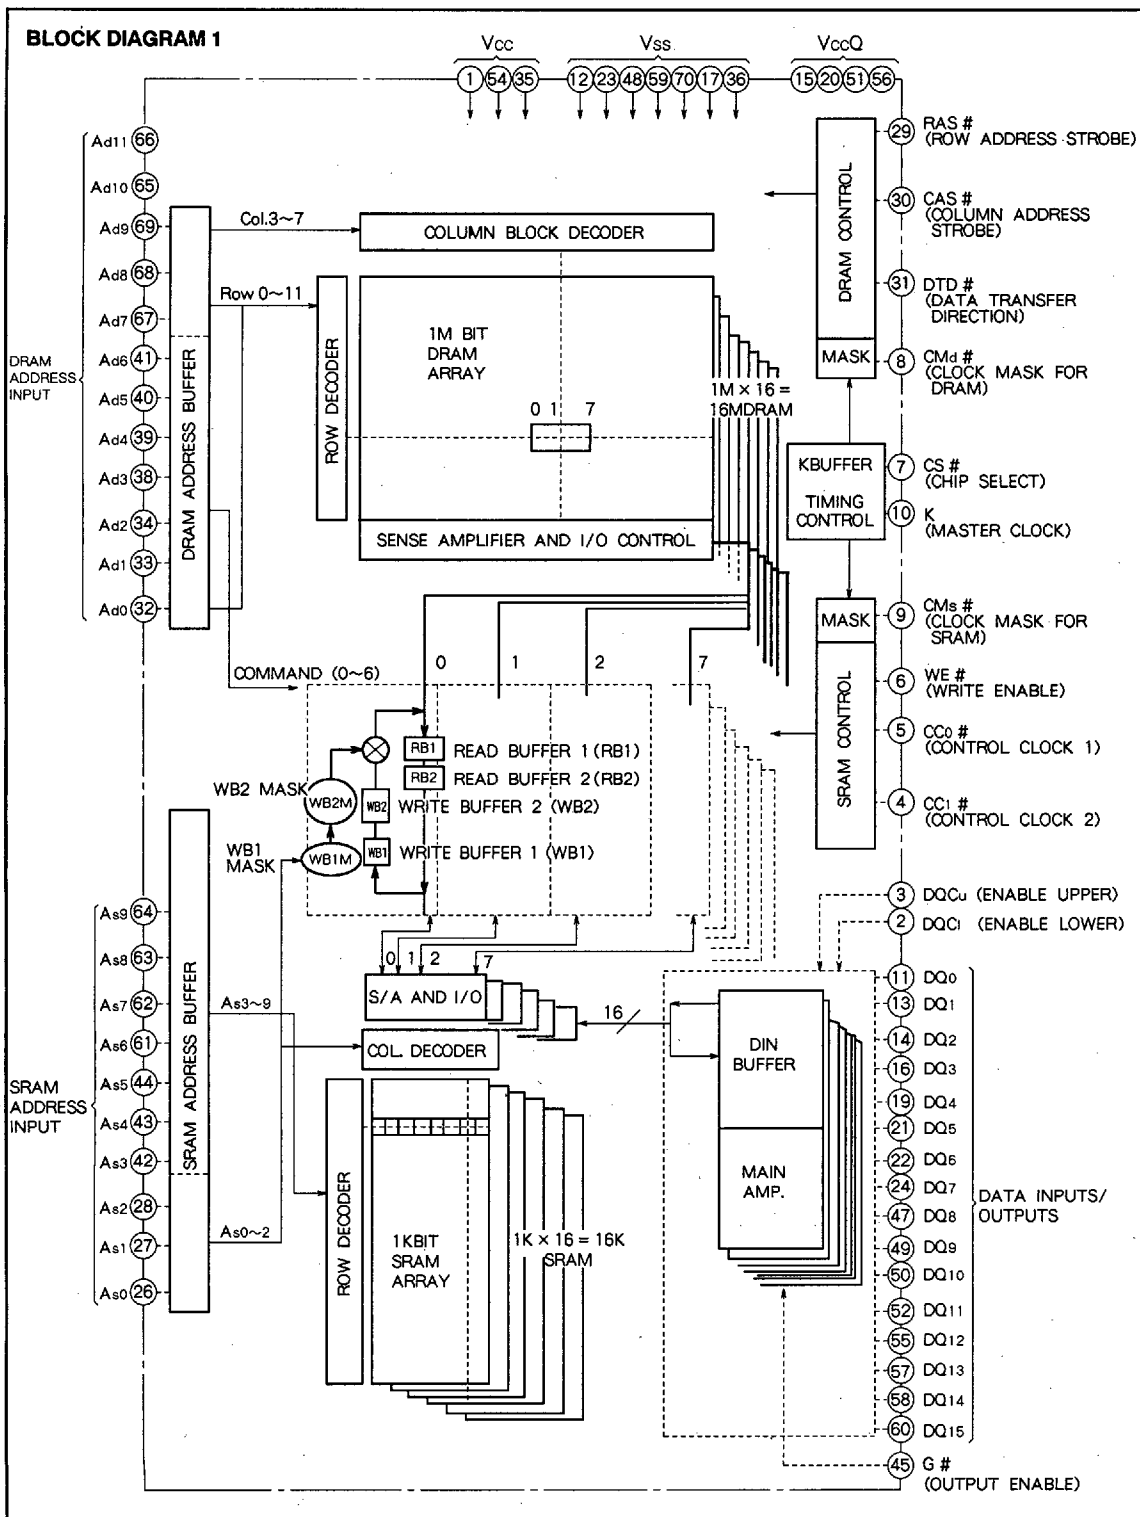 BLOCK DIAGRAM 1
Vcc
Vss
VccQ
1 54 35
12 23 48 59 70 17 36
15 20 51 56
Ad11 66
Ad10 65
Ad9 69
Ad8 68
Ad7 67
Ad6 41
Ad5 40
Ad4 39
Ad3 38
Ad2 34
Ad1 33
Ad0 32
DRAM
ADDRESS
INPUT
DRAM ADDRESS BUFFER
Col.3~7
Row 0~11
COLUMN BLOCK DECODER
ROW DECODER
1M BIT
DRAM
ARRAY
0 1 7
1M × 16 =
16MDRAM
SENSE AMPLIFIER AND I/O CONTROL
DRAM CONTROL
MASK
29 RAS #
(ROW ADDRESS STROBE)
30 CAS #
(COLUMN ADDRESS
STROBE)
31 DTD #
(DATA TRANSFER
DIRECTION)
8 CMd #
(CLOCK MASK FOR
DRAM)
KBUFFER
TIMING
CONTROL
7 CS #
(CHIP SELECT)
10 K
(MASTER CLOCK)
MASK
SRAM CONTROL
9 CMs #
(CLOCK MASK FOR
SRAM)
6 WE #
(WRITE ENABLE)
5 CC0 #
(CONTROL CLOCK 1)
4 CC1 #
(CONTROL CLOCK 2)
COMMAND (0~6)
0 1 2 7
RB1 READ BUFFER 1 (RB1)
RB2 READ BUFFER 2 (RB2)
WB2 MASK
WB2M
WB2 WRITE BUFFER 2 (WB2)
WB1
MASK
WB1M
WB1 WRITE BUFFER 1 (WB1)
0 1 2 7
3 DQCu (ENABLE UPPER)
2 DQCl (ENABLE LOWER)
As9 64
As8 63
As7 62
As6 61
As5 44
As4 43
As3 42
As2 28
As1 27
As0 26
SRAM
ADDRESS
INPUT
SRAM ADDRESS BUFFER
As3~9
As0~2
S/A AND I/O
COL. DECODER
16
ROW DECODER
1KBIT
SRAM
ARRAY
1K × 16 = 16K
SRAM
DIN
BUFFER
MAIN
AMP.
11 DQ0
13 DQ1
14 DQ2
16 DQ3
19 DQ4
21 DQ5
22 DQ6
24 DQ7
47 DQ8
49 DQ9
50 DQ10
52 DQ11
55 DQ12
57 DQ13
58 DQ14
60 DQ15
DATA INPUTS/
OUTPUTS
45 G #
(OUTPUT ENABLE)